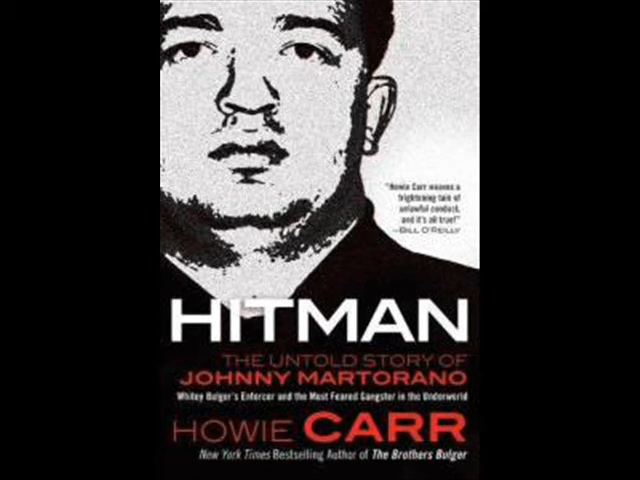 "Howie Carr weaves a
frightening tale of
unlawful conduct,
and it's all true!"
—BILL O'REILLY
HITMAN
THE UNTOLD STORY OF
JOHNNY MARTORANO
Whitey Bulger's Enforcer and the Most Feared Gangster in the Underworld
HOWIE CARR
New York Times Bestselling Author of The Brothers Bulger